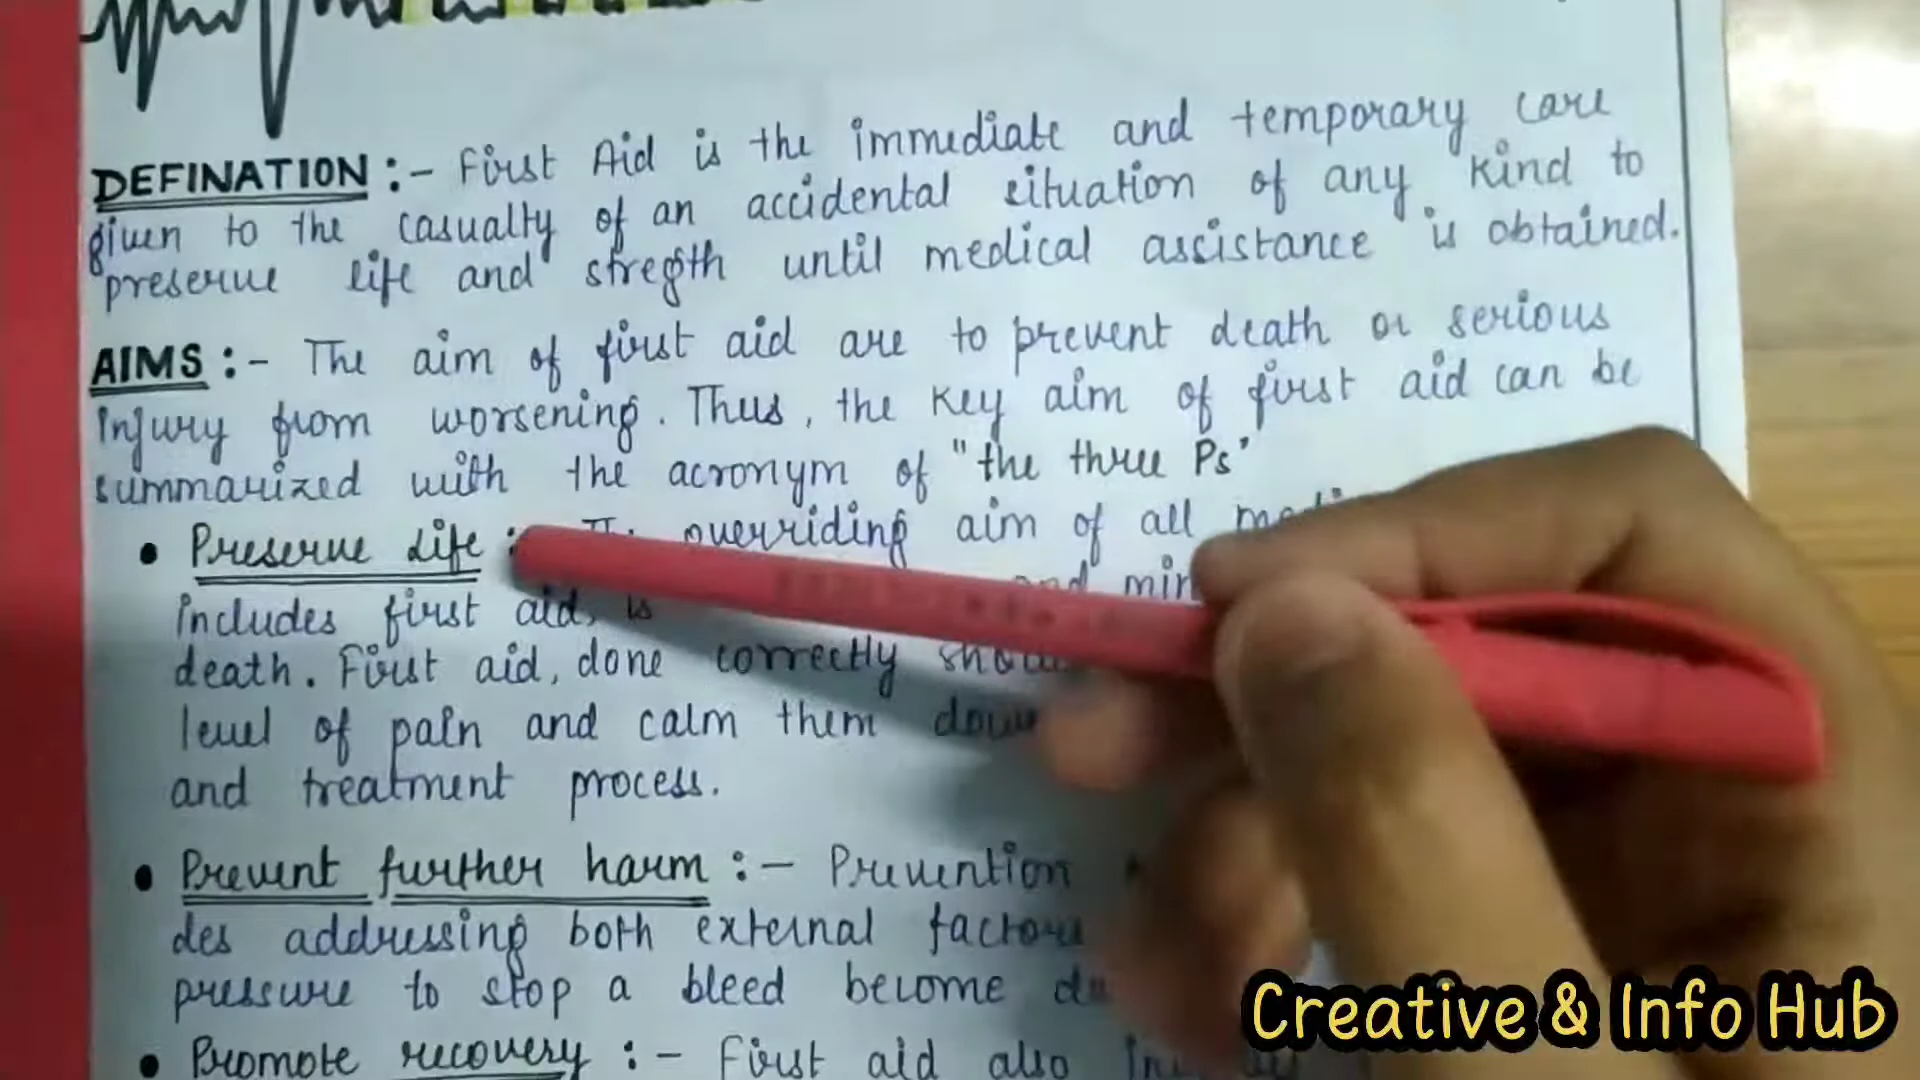 DEFINATION :- First Aid is the immediate and temporary care
given to the casualty of an accidental situation of any kind to
preserve life and stregth until medical assistance is obtained.
AIMS :- The aim of first aid are to prevent death or serious
injury from worsening. Thus, the key aim of first aid can be
summarized with the acronym of "the three Ps"
• Preserve Life : overriding aim of all
includes first aid, is and
death. First aid, done correctly
level of pain and calm them down
and treatment process.
• Prevent further harm :- Prevention
des addressing both external factors
pressure to stop a bleed become
• Promote recovery :- First aid also
Creative & Info Hub